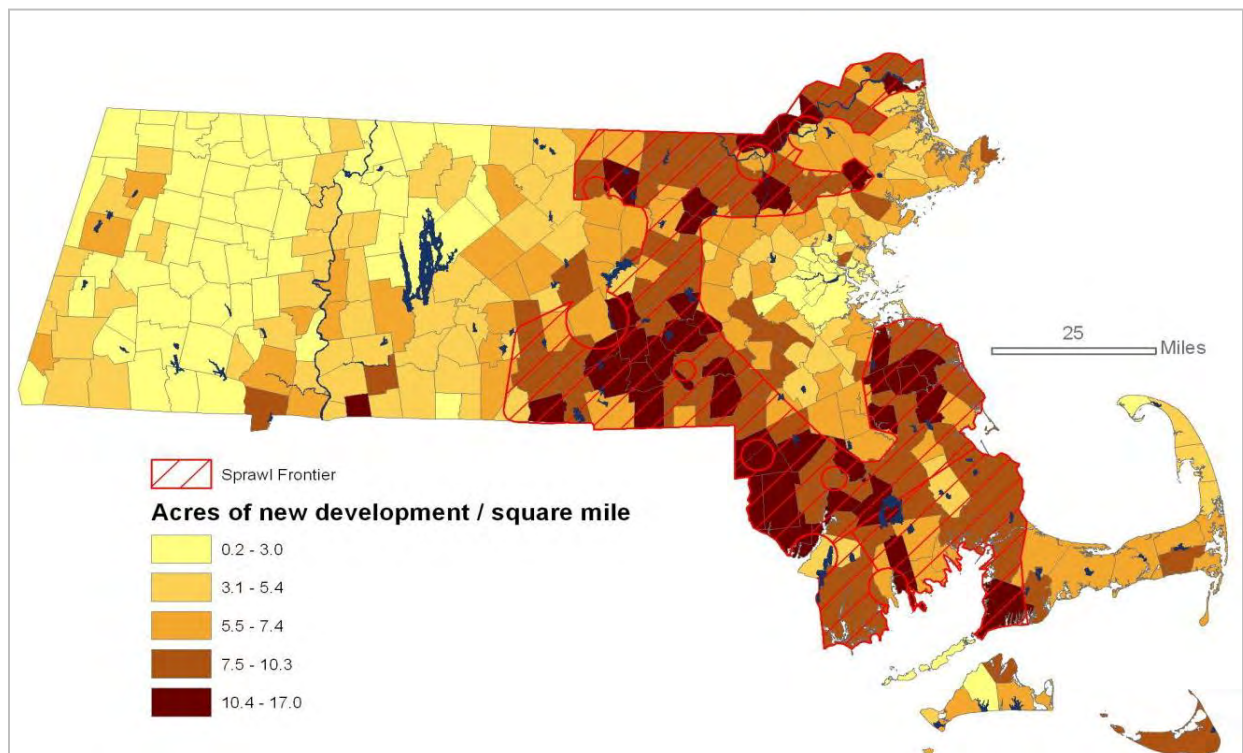 25
Miles
Sprawl Frontier
Acres of new development / square mile
0.2 - 3.0
3.1 - 5.4
5.5 - 7.4
7.5 - 10.3
10.4 - 17.0